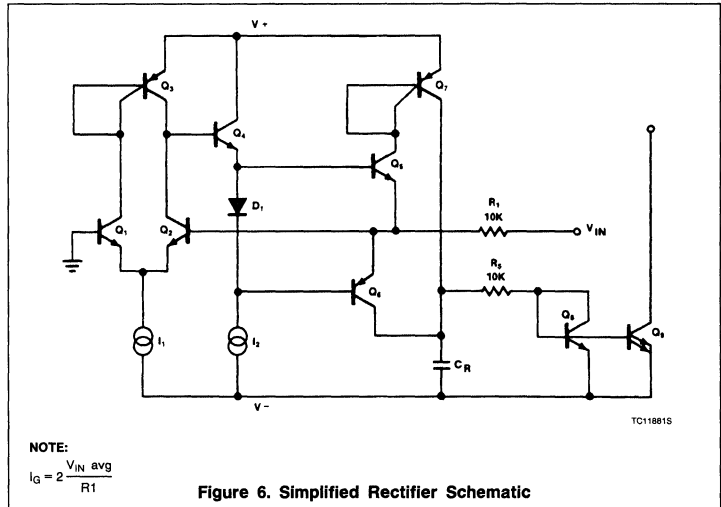 V +
Q3
Q7
Q4
Q5
D1
R1
10K
VIN
Q1
Q2
R5
10K
Q6
Q8
Q9
I1
I2
CR
V −
TC11881S
NOTE:
IG = 2 VIN avg
R1
Figure 6. Simplified Rectifier Schematic